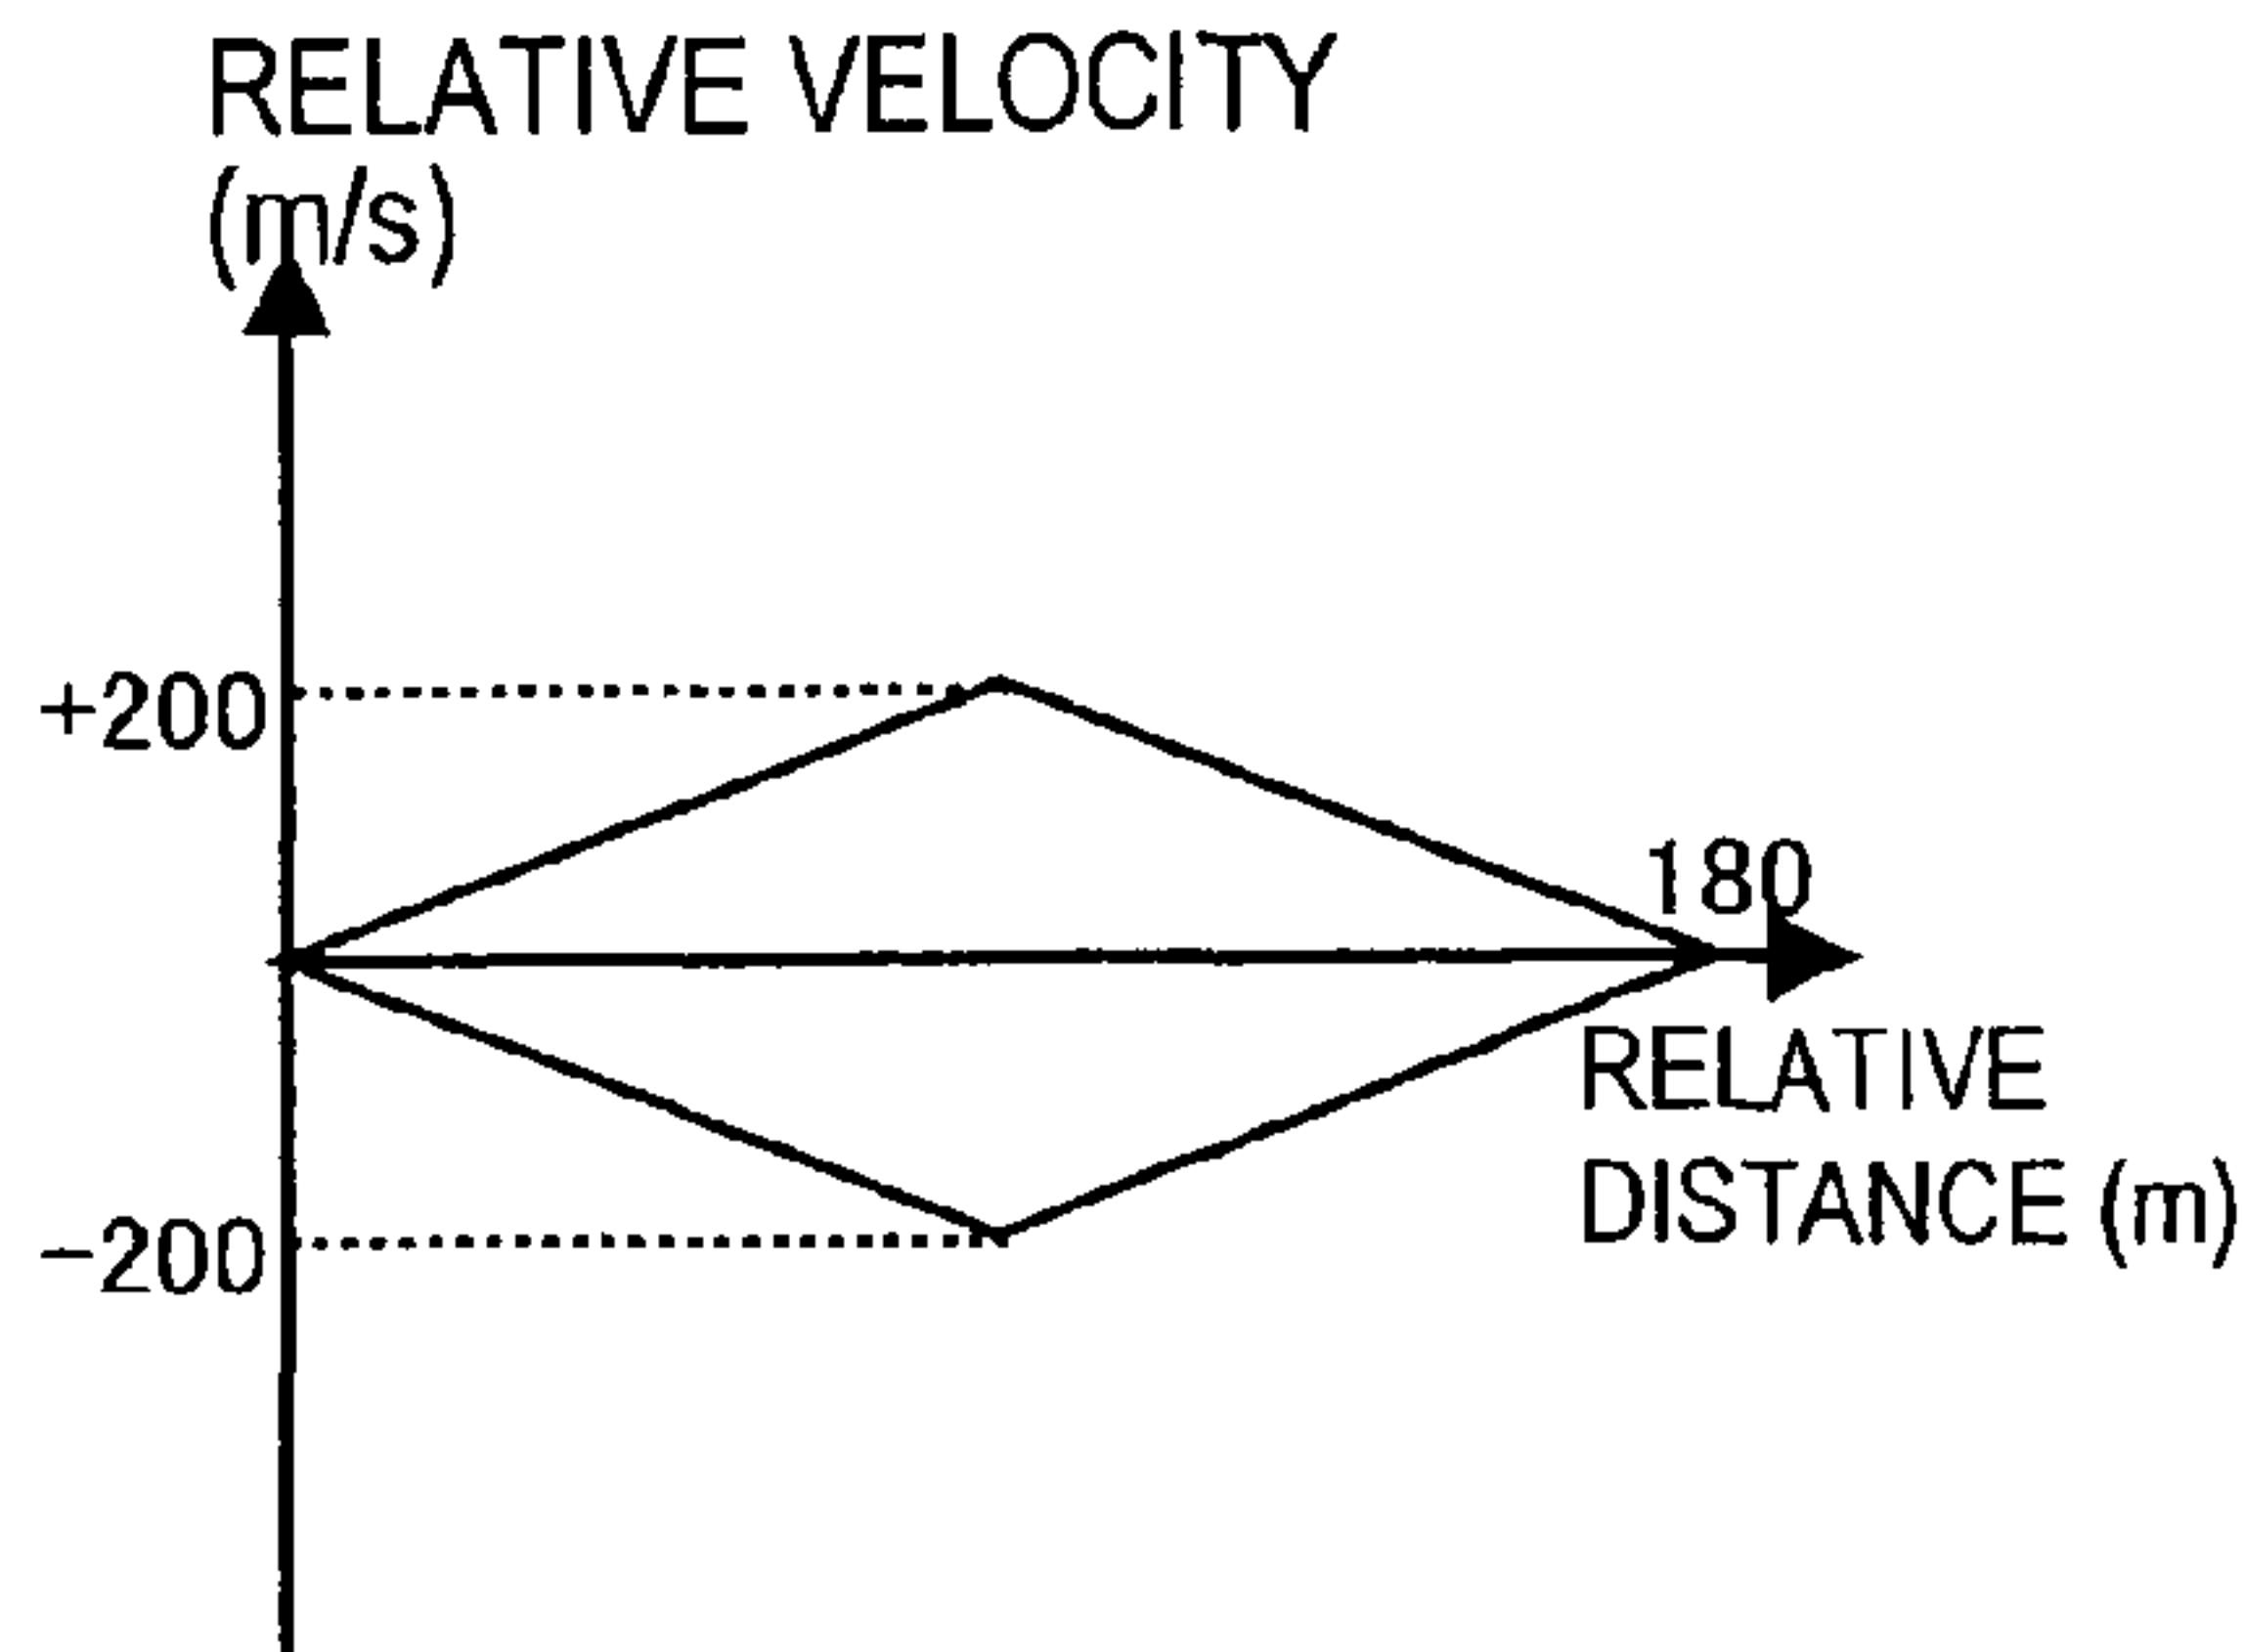 RELATIVE VELOCITY
(m/s)
+200
180
RELATIVE
DISTANCE (m)
−200